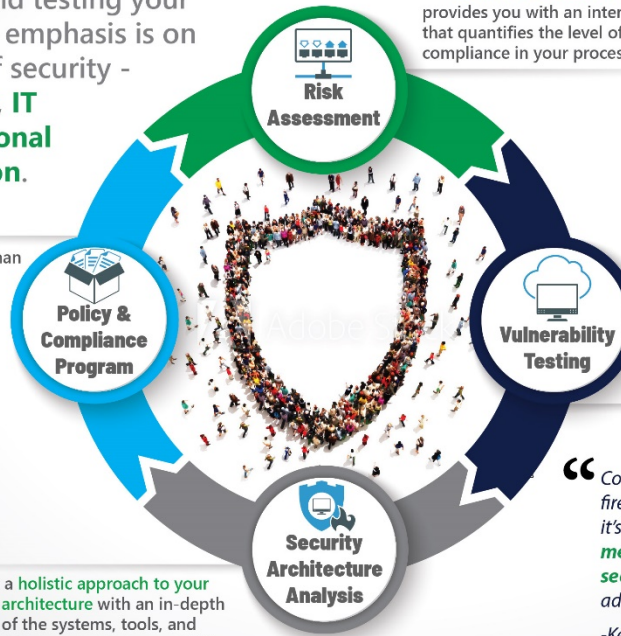 nd testing your
emphasis is on
f security -
, IT
onal
on.
provides you with an inter
that quantifies the level of
compliance in your proces
Risk
Assessment
an
Policy &
Compliance
Program
Adobe
Vulnerability
Testing
Security
Architecture
Analysis
a holistic approach to your
architecture with an in-depth
of the systems, tools, and
“ Co
fire
it's
me
sec
ad
-K